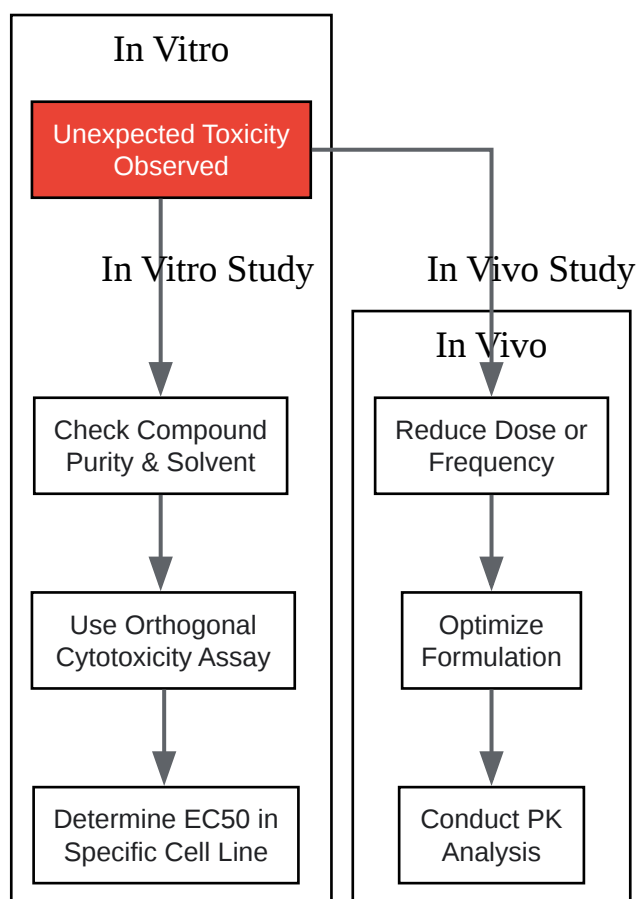 In Vitro
Unexpected Toxicity
Observed
In Vitro Study
In Vivo Study
In Vivo
Check Compound
Purity & Solvent
Reduce Dose or
Frequency
Use Orthogonal
Cytotoxicity Assay
Optimize
Formulation
Determine EC50 in
Specific Cell Line
Conduct PK
Analysis